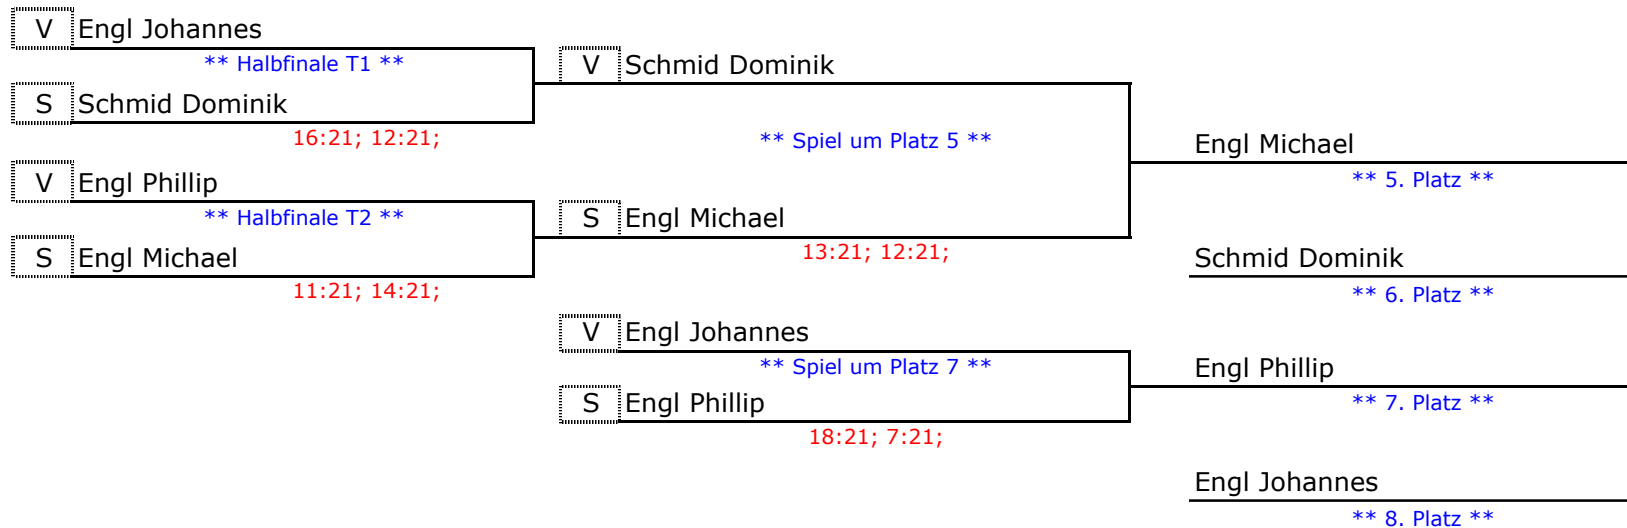 V Engl Johannes
** Halbfinale T1 **
S Schmid Dominik
16:21; 12:21;
V Engl Phillip
** Halbfinale T2 **
S Engl Michael
11:21; 14:21;
V Schmid Dominik
** Spiel um Platz 5 **
S Engl Michael
13:21; 12:21;
V Engl Johannes
** Spiel um Platz 7 **
S Engl Phillip
18:21; 7:21;
Engl Michael
** 5. Platz **
Schmid Dominik
** 6. Platz **
Engl Phillip
** 7. Platz **
Engl Johannes
** 8. Platz **